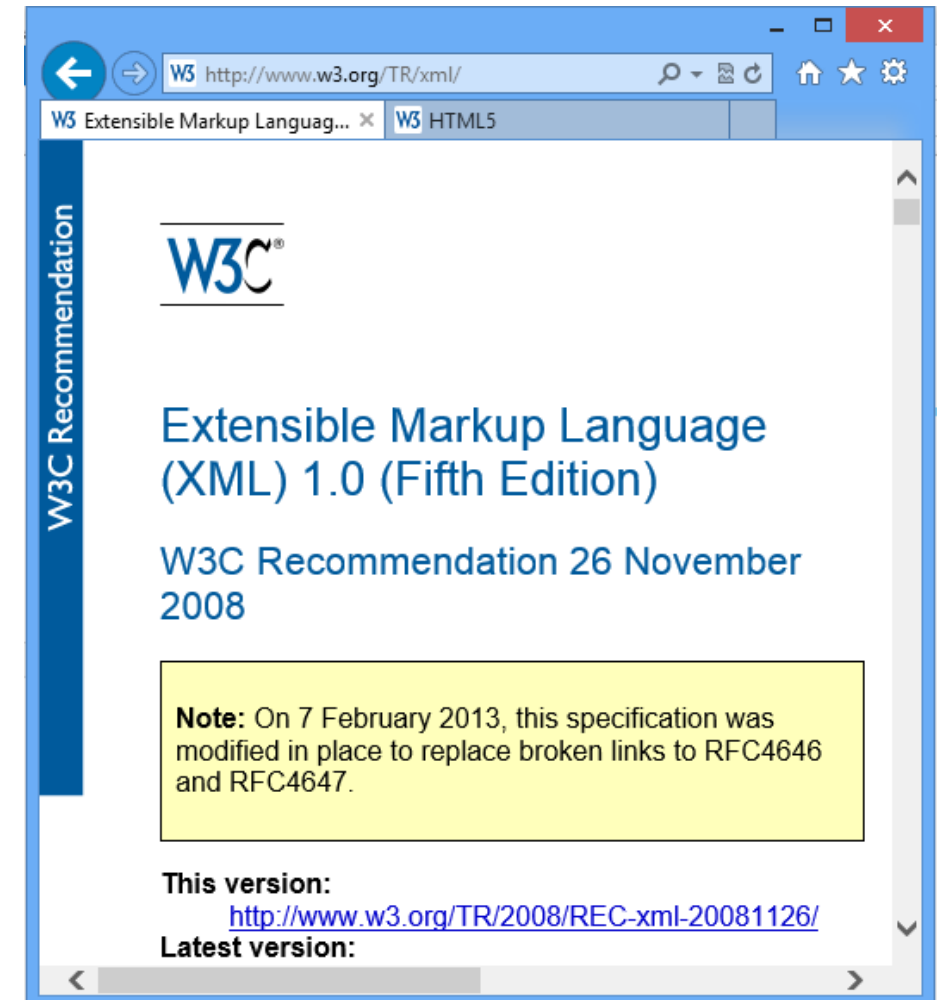 W3 http://www.w3.org/TR/xml/
W3 Extensible Markup Languag... W3 HTML5
W3C Recommendation
W3C®
Extensible Markup Language
(XML) 1.0 (Fifth Edition)
W3C Recommendation 26 November
2008
Note: On 7 February 2013, this specification was
modified in place to replace broken links to RFC4646
and RFC4647.
This version:
http://www.w3.org/TR/2008/REC-xml-20081126/
Latest version: